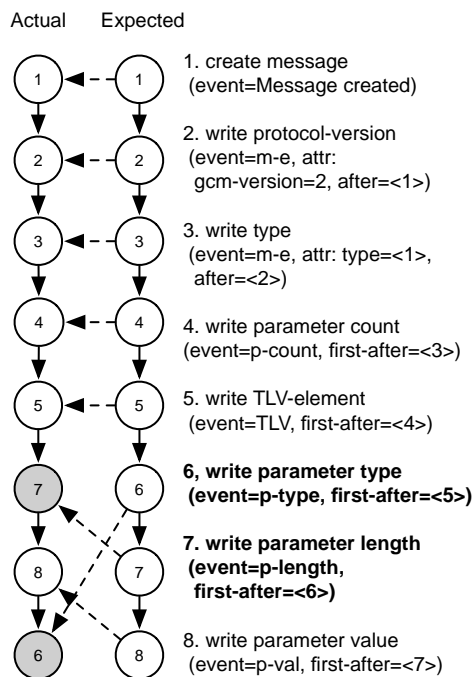 Actual Expected
1 1 1. create message
(event=Message created)
2 2 2. write protocol-version
(event=m-e, attr:
gcm-version=2, after=<1>)
3 3 3. write type
(event=m-e, attr: type=<1>,
after=<2>)
4 4 4. write parameter count
(event=p-count, first-after=<3>)
5 5 5. write TLV-element
(event=TLV, first-after=<4>)
7 6 6, write parameter type
(event=p-type, first-after=<5>)
8 7 7. write parameter length
(event=p-length,
first-after=<6>)
6 8 8. write parameter value
(event=p-val, first-after=<7>)